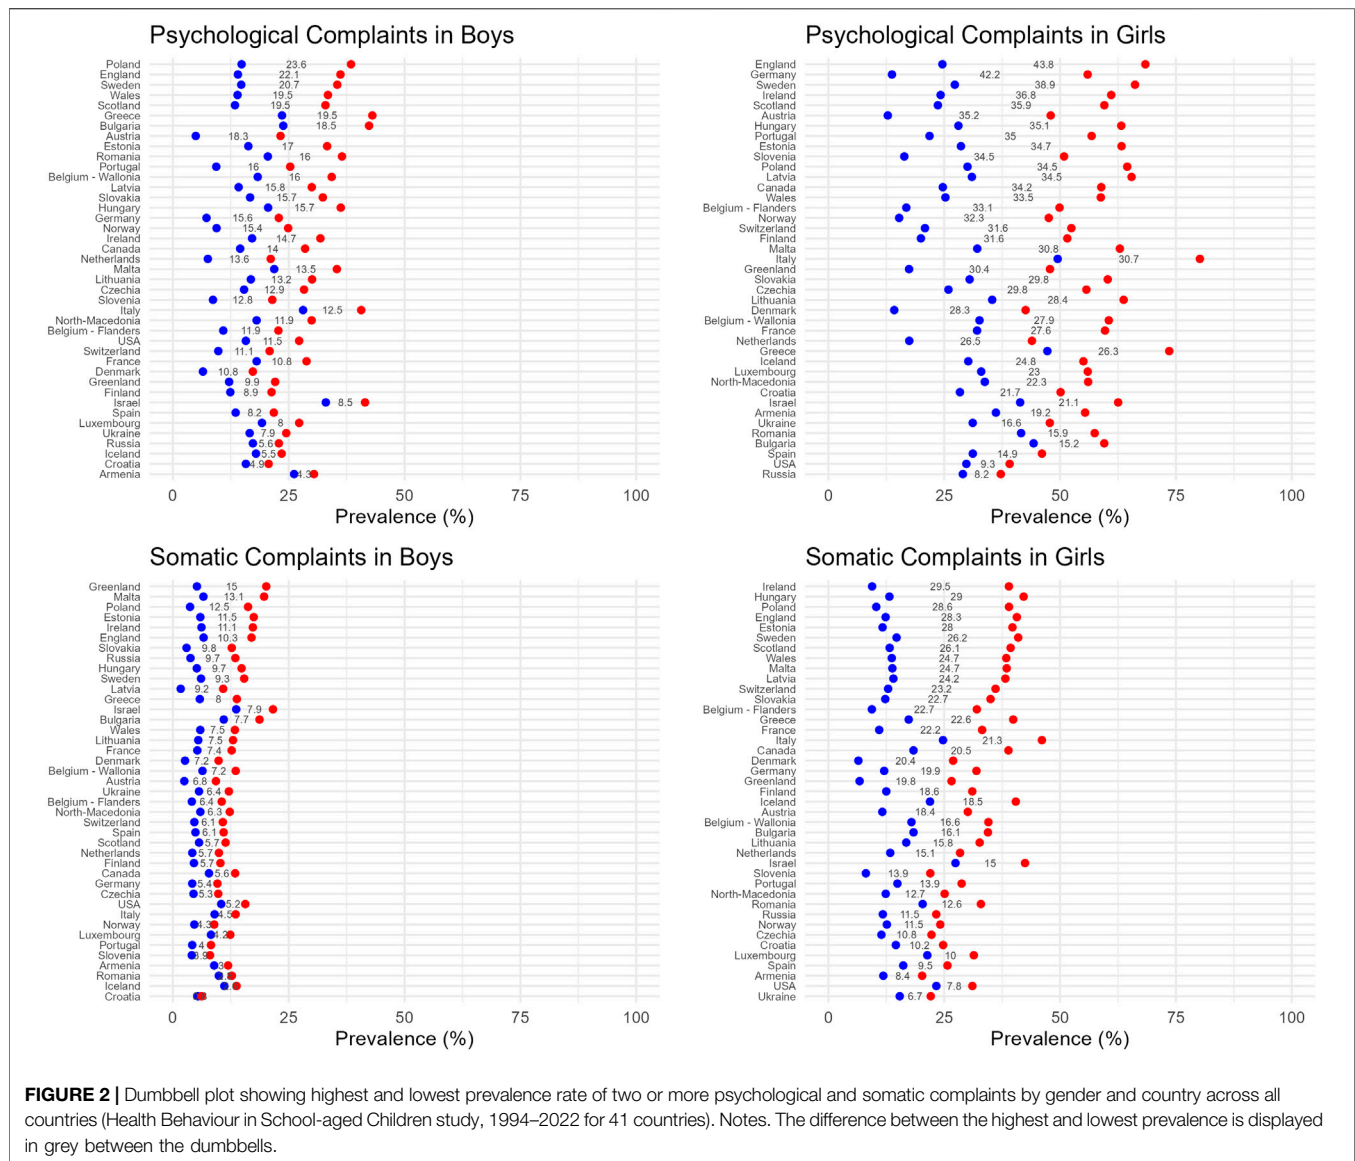 Psychological Complaints in Boys
Poland 23.6
England 22.1
Sweden 20.7
Wales 19.5
Scotland 19.5
Greece 19.5
Bulgaria 18.5
Austria 18.3
Estonia 17
Romania 16
Portugal 16
Belgium - Wallonia 16
Latvia 15.8
Slovakia 15.7
Hungary 15.7
Germany 15.6
Norway 15.4
Ireland 14.7
Canada 14
Netherlands 13.6
Malta 13.5
Lithuania 13.2
Czechia 12.9
Slovenia 12.8
Italy 12.5
North-Macedonia 11.9
Belgium - Flanders 11.9
USA 11.5
Switzerland 11.1
France 10.8
Denmark 10.8
Greenland 9.9
Finland 8.9
Israel 8.5
Spain 8.2
Luxembourg 8
Ukraine 7.9
Russia 5.6
Iceland 5.5
Croatia 4.9
Armenia 4.3
0 25 50 75 100
Prevalence (%)
Psychological Complaints in Girls
England 43.8
Germany 42.2
Sweden 38.9
Ireland 36.8
Scotland 35.9
Austria 35.2
Hungary 35.1
Portugal 35
Estonia 34.7
Slovenia 34.5
Poland 34.5
Latvia 34.5
Canada 34.2
Wales 33.5
Belgium - Flanders 33.1
Norway 32.3
Switzerland 31.6
Finland 31.6
Malta 30.8
Italy 30.7
Greenland 30.4
Slovakia 29.8
Czechia 29.8
Lithuania 28.4
Denmark 28.3
Belgium - Wallonia 27.9
France 27.6
Netherlands 26.5
Greece 26.3
Iceland 24.8
Luxembourg 23
North-Macedonia 22.3
Croatia 21.7
Israel 21.1
Armenia 19.2
Ukraine 16.6
Romania 15.9
Bulgaria 15.2
Spain 14.9
USA 9.3
Russia 8.2
0 25 50 75 100
Prevalence (%)
Somatic Complaints in Boys
Greenland 15
Malta 13.1
Poland 12.5
Estonia 11.5
Ireland 11.1
England 10.3
Slovakia 9.8
Russia 9.7
Hungary 9.7
Sweden 9.3
Latvia 9.2
Greece 8
Israel 7.9
Bulgaria 7.7
Wales 7.5
Lithuania 7.5
France 7.4
Denmark 7.2
Belgium - Wallonia 7.2
Austria 6.8
Ukraine 6.4
Belgium - Flanders 6.4
North-Macedonia 6.3
Switzerland 6.1
Spain 6.1
Scotland 5.7
Netherlands 5.7
Finland 5.7
Canada 5.6
Germany 5.4
Czechia 5.3
USA 5.2
Italy 4.5
Norway 4.3
Luxembourg 4.2
Portugal 4
Slovenia 3.9
Armenia 3
Romania
Iceland
Croatia
0 25 50 75 100
Prevalence (%)
Somatic Complaints in Girls
Ireland 29.5
Hungary 29
Poland 28.6
England 28.3
Estonia 28
Sweden 26.2
Scotland 26.1
Wales 24.7
Malta 24.7
Latvia 24.2
Switzerland 23.2
Slovakia 22.7
Belgium - Flanders 22.7
Greece 22.6
France 22.2
Italy 21.3
Canada 20.5
Denmark 20.4
Germany 19.9
Greenland 19.8
Finland 18.6
Iceland 18.5
Austria 18.4
Belgium - Wallonia 16.6
Bulgaria 16.1
Lithuania 15.8
Netherlands 15.1
Israel 15
Slovenia 13.9
Portugal 13.9
North-Macedonia 12.7
Romania 12.6
Russia 11.5
Norway 11.5
Czechia 10.8
Croatia 10.2
Luxembourg 10
Spain 9.5
Armenia 8.4
USA 7.8
Ukraine 6.7
0 25 50 75 100
Prevalence (%)
FIGURE 2 | Dumbbell plot showing highest and lowest prevalence rate of two or more psychological and somatic complaints by gender and country across all
countries (Health Behaviour in School-aged Children study, 1994–2022 for 41 countries). Notes. The difference between the highest and lowest prevalence is displayed
in grey between the dumbbells.